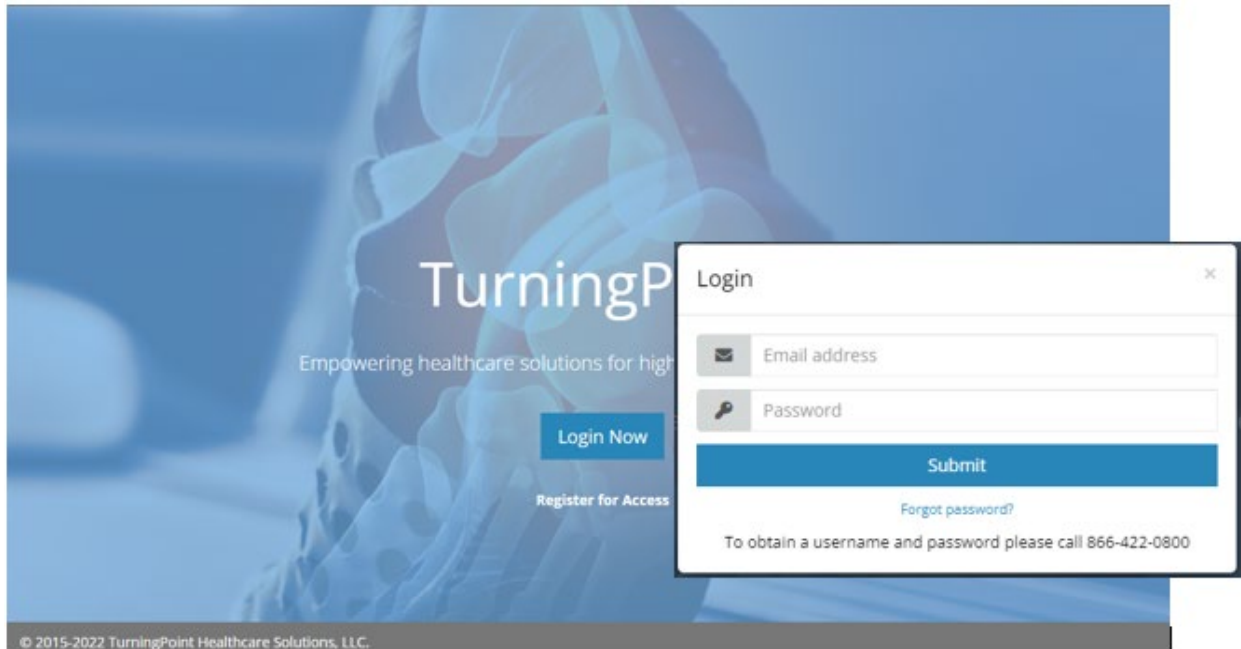 TurningP
Empowering healthcare solutions for high
Login Now
Register for Access
Login
×
Email address
Password
Submit
Forgot password?
To obtain a username and password please call 866-422-0800
© 2015-2022 TurningPoint Healthcare Solutions, LLC.